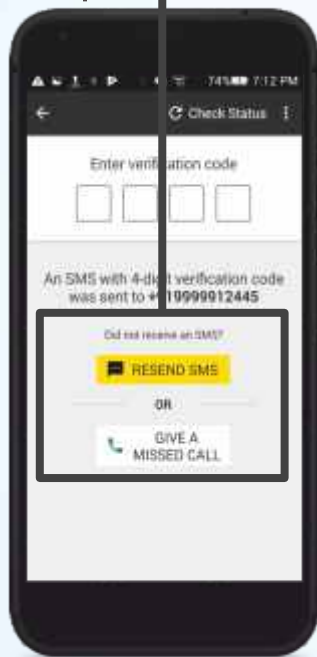 74% 7:12 PM
Check Status
Enter verification code
An SMS with 4-digit verification code
was sent to +919999912445
Did not receive an SMS?
RESEND SMS
OR
GIVE A
MISSED CALL